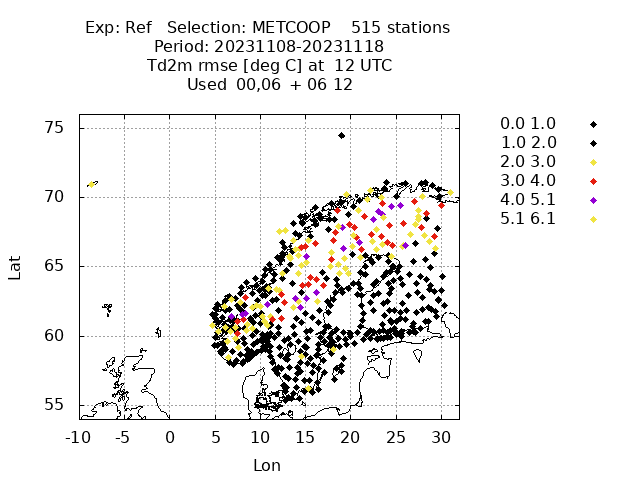 Exp: Ref   Selection: METCOOP    515 stations
Period: 20231108-20231118
Td2m rmse [deg C] at  12 UTC
Used  00,06  + 06 12
0.0 1.0
1.0 2.0
2.0 3.0
3.0 4.0
4.0 5.1
5.1 6.1
75
70
65
60
55
Lat
-10 -5 0 5 10 15 20 25 30
Lon